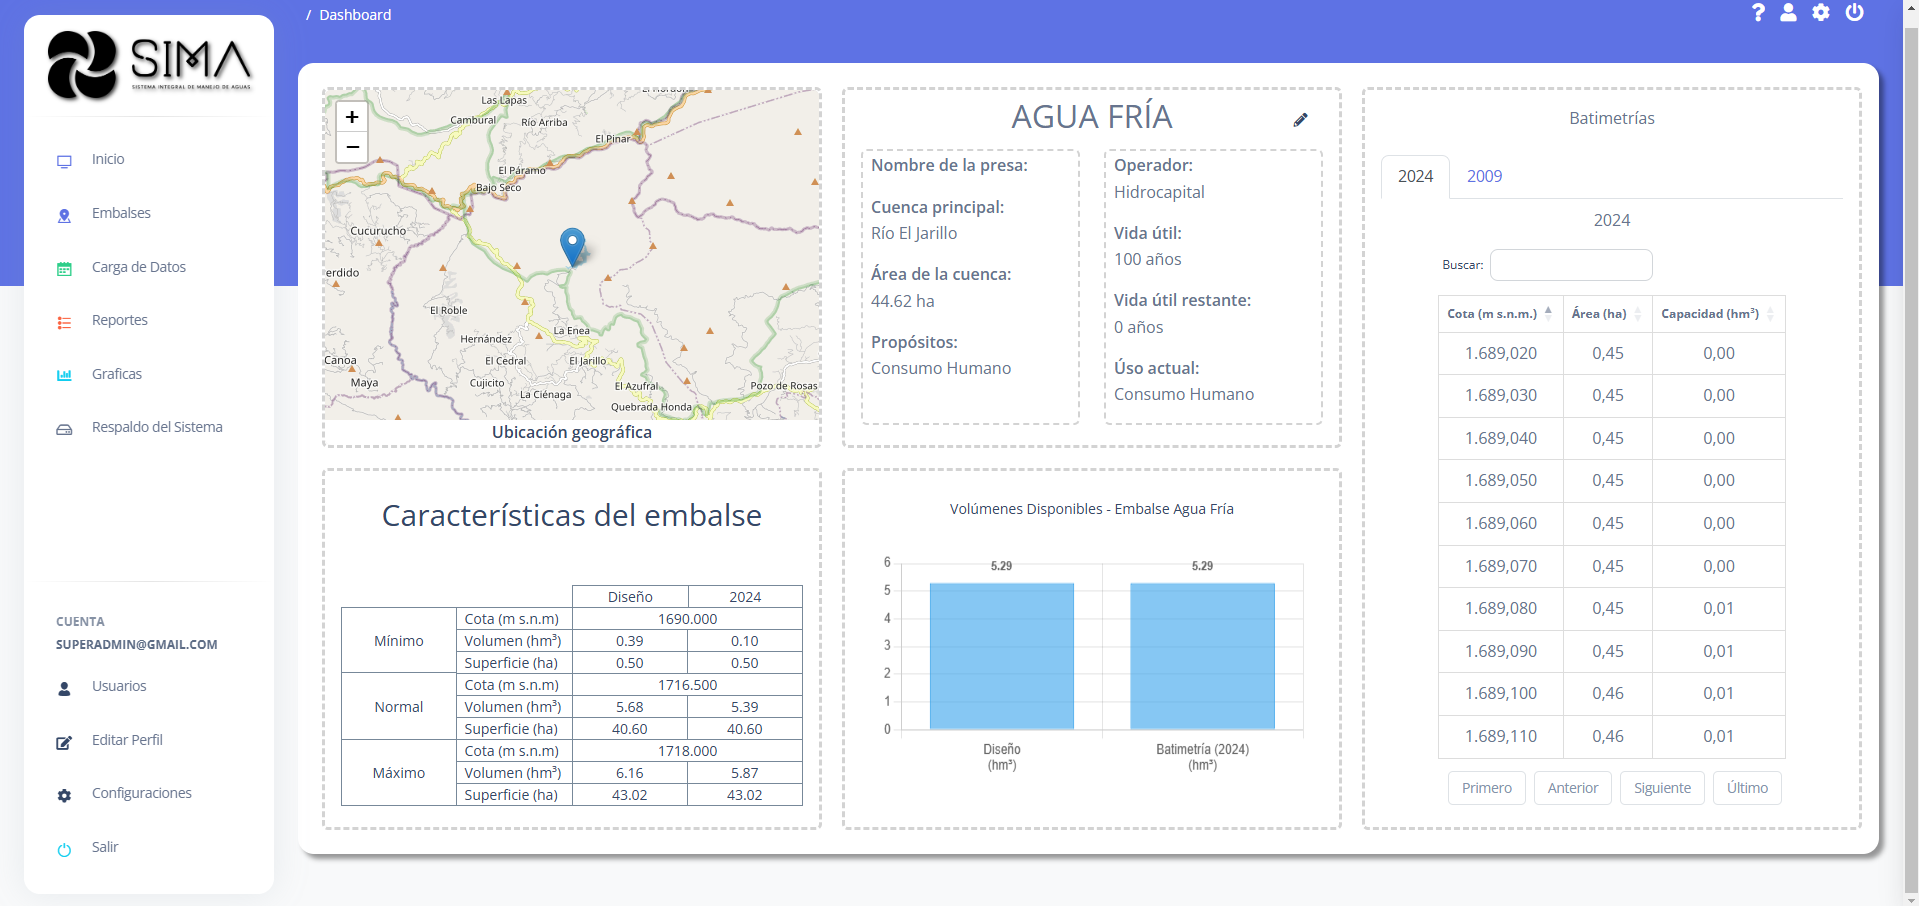 / Dashboard
SIMA
SISTEMA INTEGRAL DE MANEJO DE AGUAS
Inicio
Embalses
Carga de Datos
Reportes
Graficas
Respaldo del Sistema
CUENTA
SUPERADMIN@GMAIL.COM
Usuarios
Editar Perfil
Configuraciones
Salir
+
−
Las Lapas
Cambural
Río Arriba
El Pinar
El Páramo
Bajo Seco
Cucurucho
erdido
El Roble
La Enea
Hernández
Canoa
El Cedral
El Jarillo
Maya
Cujicito
El Azufral
Pozo de Rosas
La Ciénaga
Quebrada Honda
Ubicación geográfica
AGUA FRÍA
Nombre de la presa:
Cuenca principal:
Río El Jarillo
Área de la cuenca:
44.62 ha
Propósitos:
Consumo Humano
Operador:
Hidrocapital
Vida útil:
100 años
Vida útil restante:
0 años
Úso actual:
Consumo Humano
Características del embalse
Diseño 2024
Mínimo
Cota (m s.n.m) 1690.000
Volumen (hm³) 0.39 0.10
Superficie (ha) 0.50 0.50
Normal
Cota (m s.n.m) 1716.500
Volumen (hm³) 5.68 5.39
Superficie (ha) 40.60 40.60
Máximo
Cota (m s.n.m) 1718.000
Volumen (hm³) 6.16 5.87
Superficie (ha) 43.02 43.02
Volúmenes Disponibles - Embalse Agua Fría
5.29 5.29
6
5
4
3
2
1
0
Diseño
(hm³)
Batimetría (2024)
(hm³)
Batimetrías
2024 2009
2024
Buscar:
Cota (m s.n.m.) Área (ha) Capacidad (hm³)
1.689,020 0,45 0,00
1.689,030 0,45 0,00
1.689,040 0,45 0,00
1.689,050 0,45 0,00
1.689,060 0,45 0,00
1.689,070 0,45 0,00
1.689,080 0,45 0,01
1.689,090 0,45 0,01
1.689,100 0,46 0,01
1.689,110 0,46 0,01
Primero Anterior Siguiente Último